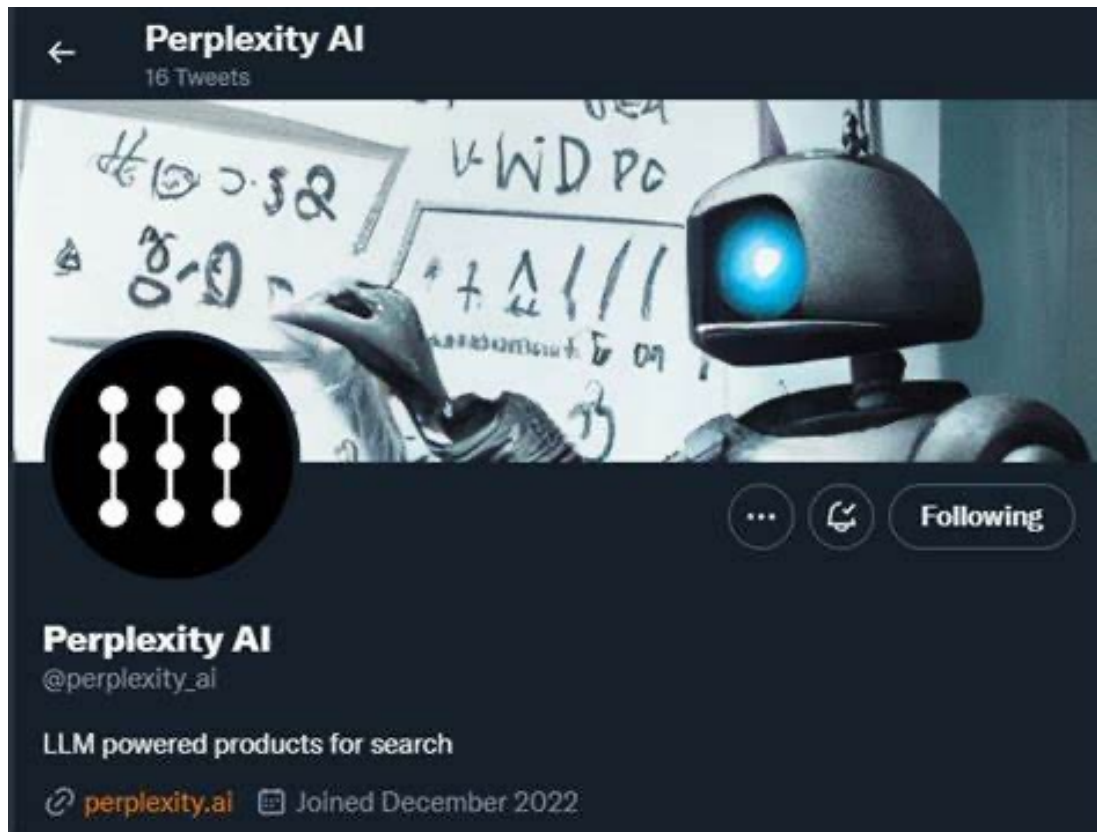 Perplexity AI
16 Tweets
Following
Perplexity AI
@perplexity_ai
LLM powered products for search
perplexity.ai Joined December 2022